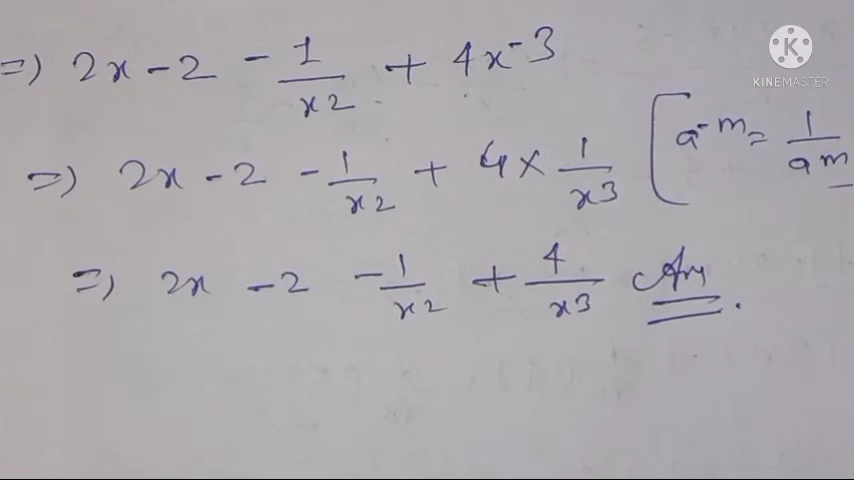 KINEMASTER
⇒) 2x - 2 - 1/x2 + 4x-3
⇒) 2x - 2 - 1/x2 + 4 × 1/x3 [a-m = 1/am
⇒) 2x - 2 - 1/x2 + 4/x3 Ans.